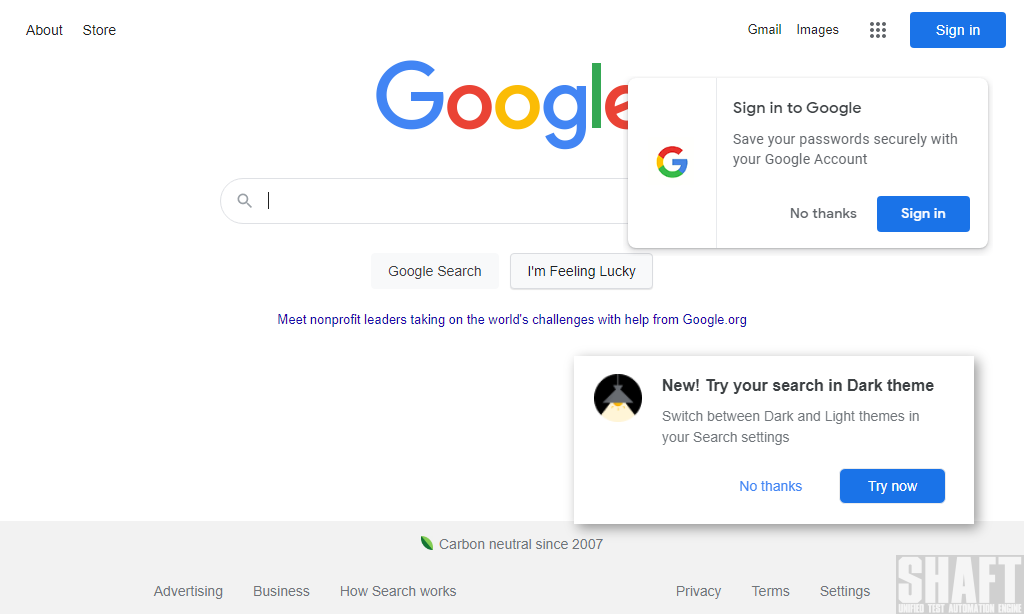 About Store
Gmail Images
Sign in
Google
Sign in to Google
Save your passwords securely with
your Google Account
No thanks
Sign in
Google Search
I'm Feeling Lucky
Meet nonprofit leaders taking on the world's challenges with help from Google.org
New! Try your search in Dark theme
Switch between Dark and Light themes in
your Search settings
No thanks
Try now
Carbon neutral since 2007
Advertising Business How Search works
Privacy Terms Settings
SHAFT
UNIFIED TEST AUTOMATION ENGINE